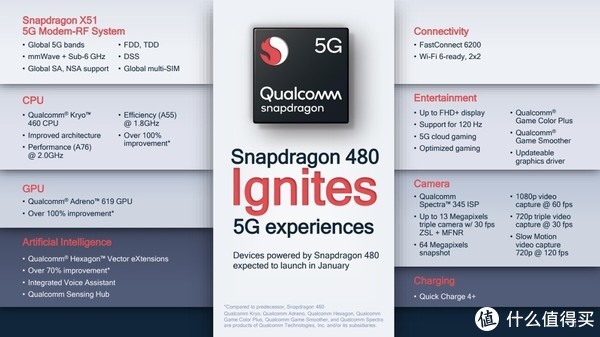 Snapdragon X51
5G Modem-RF System
• Global 5G bands
• mmWave + Sub-6 GHz
• Global SA, NSA support
• FDD, TDD
• DSS
• Global multi-SIM
CPU
• Qualcomm® Kryo™
460 CPU
• Improved architecture
• Performance (A76)
@ 2.0GHz
• Efficiency (A55)
@ 1.8GHz
• Over 100%
improvement*
GPU
• Qualcomm® Adreno™ 619 GPU
• Over 100% improvement*
Artificial Intelligence
• Qualcomm® Hexagon™ Vector eXtensions
• Over 70% improvement*
• Integrated Voice Assistant
• Qualcomm Sensing Hub
5G
Qualcomm
snapdragon
Snapdragon 480
Ignites
5G experiences
Devices powered by Snapdragon 480
expected to launch in January
*Compared to predecessor, Snapdragon 460
Qualcomm Kryo, Qualcomm Adreno, Qualcomm Hexagon, Qualcomm
Game Color Plus, Qualcomm Game Smoother, and Qualcomm Spectra
are products of Qualcomm Technologies, Inc. and/or its subsidiaries.
Connectivity
• FastConnect 6200
• Wi-Fi 6-ready, 2x2
Entertainment
• Up to FHD+ display
• Support for 120 Hz
• 5G cloud gaming
• Optimized gaming
• Qualcomm®
Game Color Plus
• Qualcomm®
Game Smoother
• Updateable
graphics driver
Camera
• Qualcomm
Spectra™ 345 ISP
• Up to 13 Megapixels
triple camera w/ 30 fps
ZSL + MFNR
• 64 Megapixels
snapshot
• 1080p video
capture @ 60 fps
• 720p triple video
capture @ 30 fps
• Slow Motion
video capture
720p @ 120 fps
Charging
• Quick Charge 4+
值 什么值得买